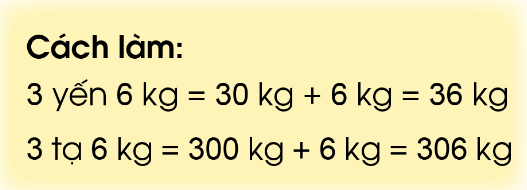 Cách làm:
3 yến 6 kg = 30 kg + 6 kg = 36 kg
3 tạ 6 kg = 300 kg + 6 kg = 306 kg